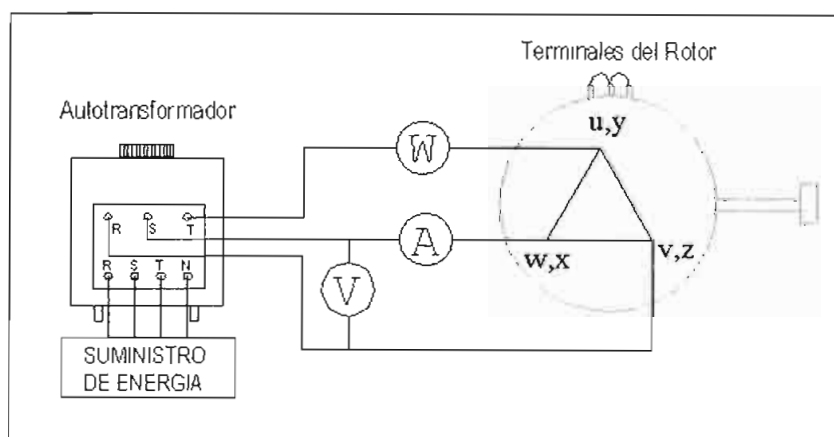 Terminales del Rotor
Autotransformador
u,y
W
R S T
A
w,x
v,z
R S T N
V
SUMINISTRO
DE ENERGIA